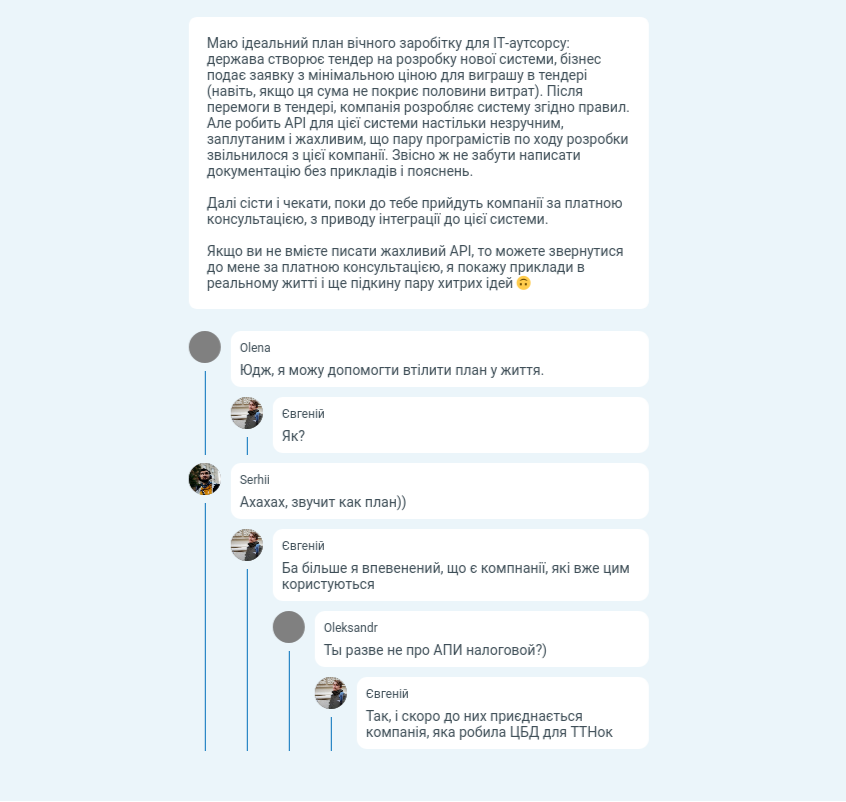 Маю ідеальний план вічного заробітку для ІТ-аутсорсу:
держава створює тендер на розробку нової системи, бізнес
подає заявку з мінімальною ціною для виграшу в тендері
(навіть, якщо ця сума не покриє половини витрат). Після
перемоги в тендері, компанія розробляє систему згідно правил.
Але робить АРІ для цієї системи настільки незручним,
заплутаним і жахливим, що пару програмістів по ходу розробки
звільнилося з цієї компанії. Звісно ж не забути написати
документацію без прикладів і пояснень.
Далі сісти і чекати, поки до тебе прийдуть компанії за платною
консультацією, з приводу інтеграції до цієї системи.
Якщо ви не вмієте писати жахливий АРІ, то можете звернутися
до мене за платною консультацією, я покажу приклади в
реальному житті і ще підкину пару хитрих ідей 🙃
Olena
Юдж, я можу допомогти втілити план у життя.
Євгеній
Як?
Serhii
Ахахах, звучит как план))
Євгеній
Ба більше я впевенений, що є компнанії, які вже цим
користуються
Oleksandr
Ты разве не про АПИ налоговой?)
Євгеній
Так, і скоро до них приєднається
компанія, яка робила ЦБД для ТТНок